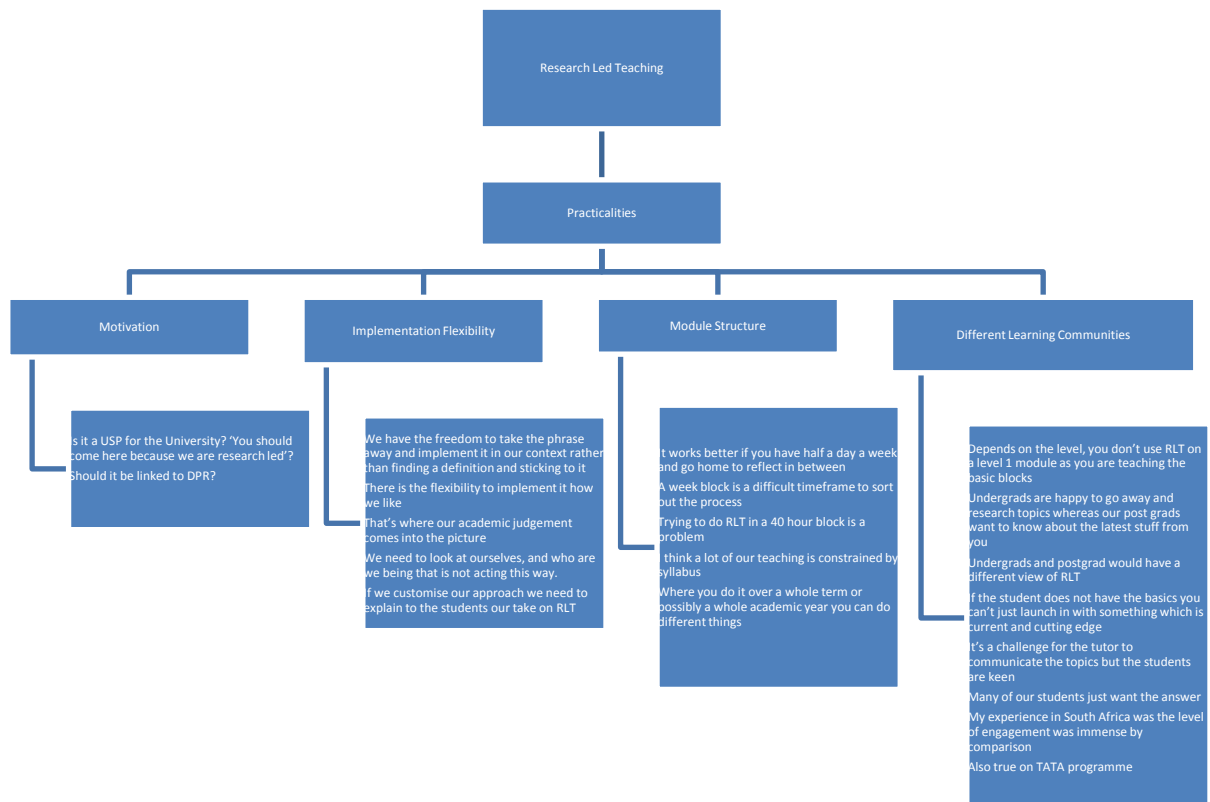 Research Led Teaching
Practicalities
Motivation
Is it a USP for the University? ‘You should
come here because we are research led’?
Should it be linked to DPR?
Implementation Flexibility
We have the freedom to take the phrase
away and implement it in our context rather
than finding a definition and sticking to it
There is the flexibility to implement it how
we like
That’s where our academic judgement
comes into the picture
We need to look at ourselves, and who are
we being that is not acting this way.
If we customise our approach we need to
explain to the students our take on RLT
Module Structure
It works better if you have half a day a week
and go home to reflect in between
A week block is a difficult timeframe to sort
out the process
Trying to do RLT in a 40 hour block is a
problem
I think a lot of our teaching is constrained by
syllabus
Where you do it over a whole term or
possibly a whole academic year you can do
different things
Different Learning Communities
Depends on the level, you don’t use RLT on
a level 1 module as you are teaching the
basic blocks
Undergrads are happy to go away and
research topics whereas our post grads
want to know about the latest stuff from
you
Undergrads and postgrad would have a
different view of RLT
If the student does not have the basics you
can’t just launch in with something which is
current and cutting edge
It’s a challenge for the tutor to
communicate the topics but the students
are keen
Many of our students just want the answer
My experience in South Africa was the level
of engagement was immense by
comparison
Also true on TATA programme